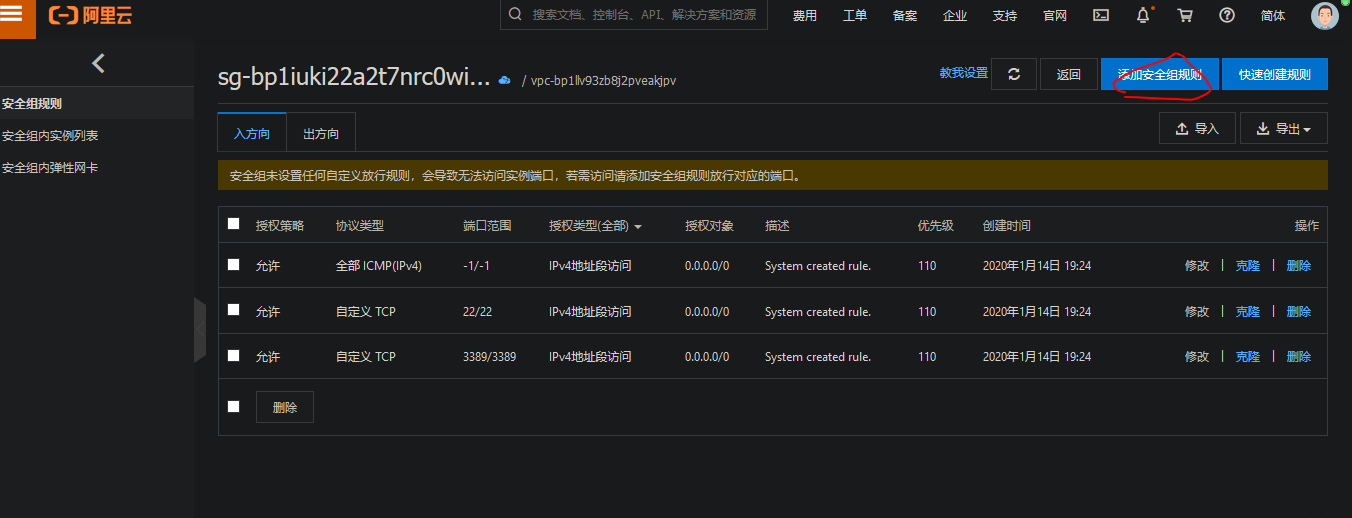 阿里云
搜索文档、控制台、API、解决方案和资源
费用 工单 备案 企业 支持 官网 简体
安全组规则
安全组内实例列表
安全组内弹性网卡
sg-bp1iuki22a2t7nrc0wi... / vpc-bp1llv93zb8j2pveakjpv
教我设置 返回 添加安全组规则 快速创建规则
入方向 出方向 导入 导出
安全组未设置任何自定义放行规则，会导致无法访问实例端口，若需访问请添加安全组规则放行对应的端口。
授权策略 协议类型 端口范围 授权类型(全部) 授权对象 描述 优先级 创建时间 操作
允许 全部 ICMP(IPv4) -1/-1 IPv4地址段访问 0.0.0.0/0 System created rule. 110 2020年1月14日 19:24 修改 | 克隆 | 删除
允许 自定义 TCP 22/22 IPv4地址段访问 0.0.0.0/0 System created rule. 110 2020年1月14日 19:24 修改 | 克隆 | 删除
允许 自定义 TCP 3389/3389 IPv4地址段访问 0.0.0.0/0 System created rule. 110 2020年1月14日 19:24 修改 | 克隆 | 删除
删除